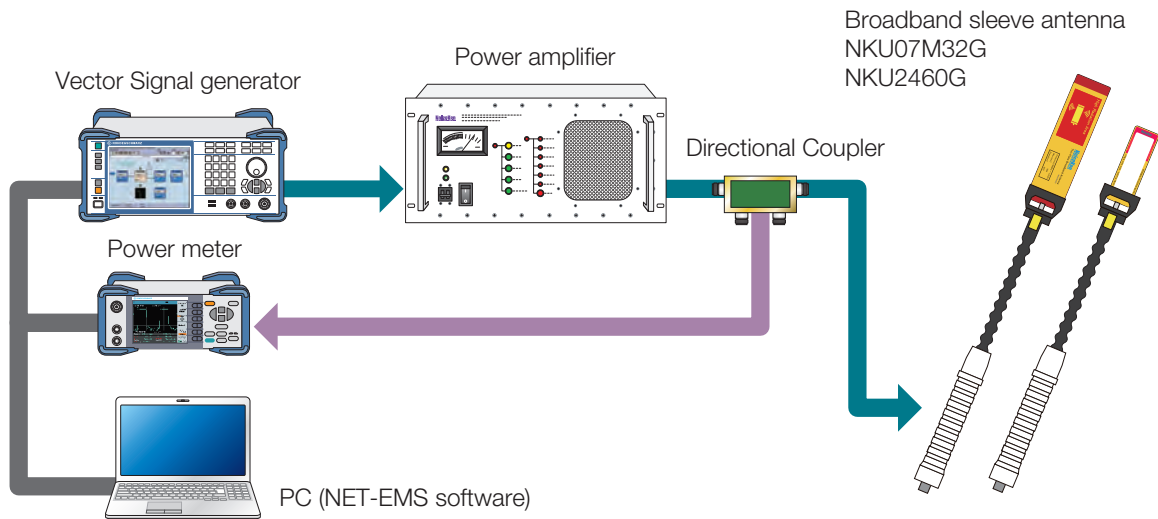 Broadband sleeve antenna
NKU07M32G
NKU2460G
Power amplifier
Vector Signal generator
Directional Coupler
Power meter
PC (NET-EMS software)